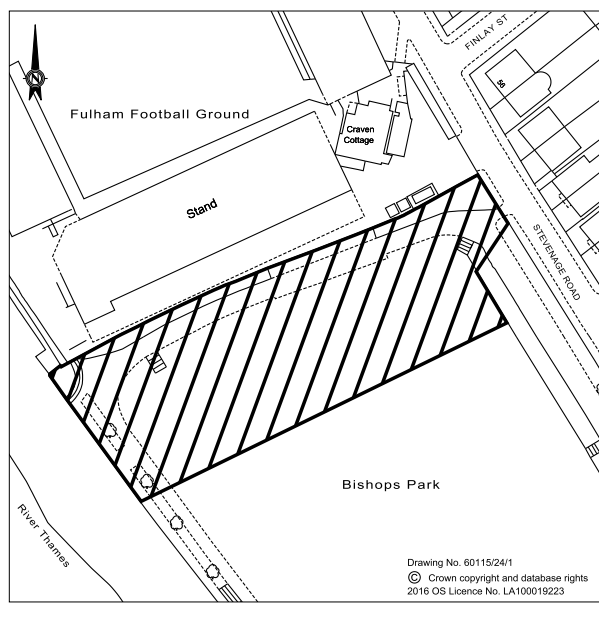 FINLAY ST
N
56
Fulham Football Ground
Craven
Cottage
Stand
STEVENAGE ROAD
Bishops Park
River Thames
Drawing No. 60115/24/1
© Crown copyright and database rights
2016 OS Licence No. LA100019223